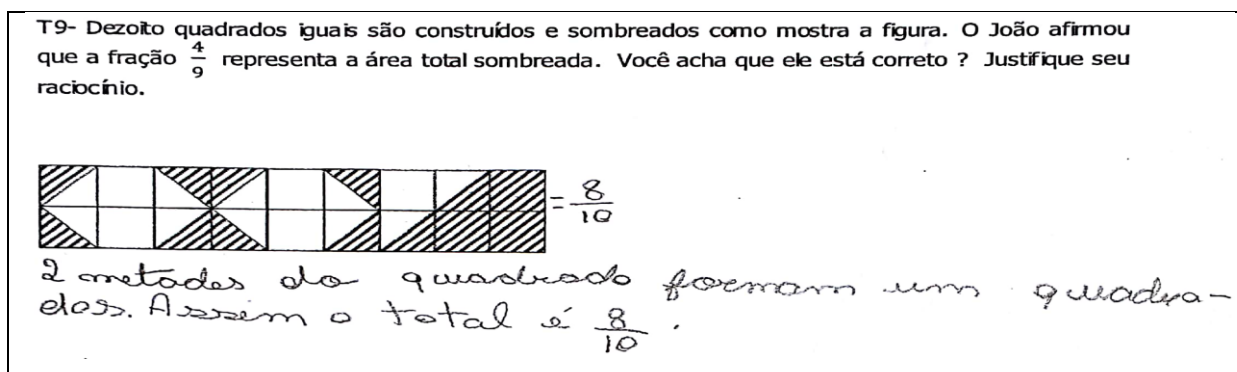 T9- Dezoito quadrados iguais são construídos e sombreados como mostra a figura. O João afirmou
que a fração 4/9 representa a área total sombreada. Você acha que ele está correto ? Justifique seu
raciocínio.
= 8/10
2 metades do quadrado formam um quadra-
dos. Assim o total é 8/10.